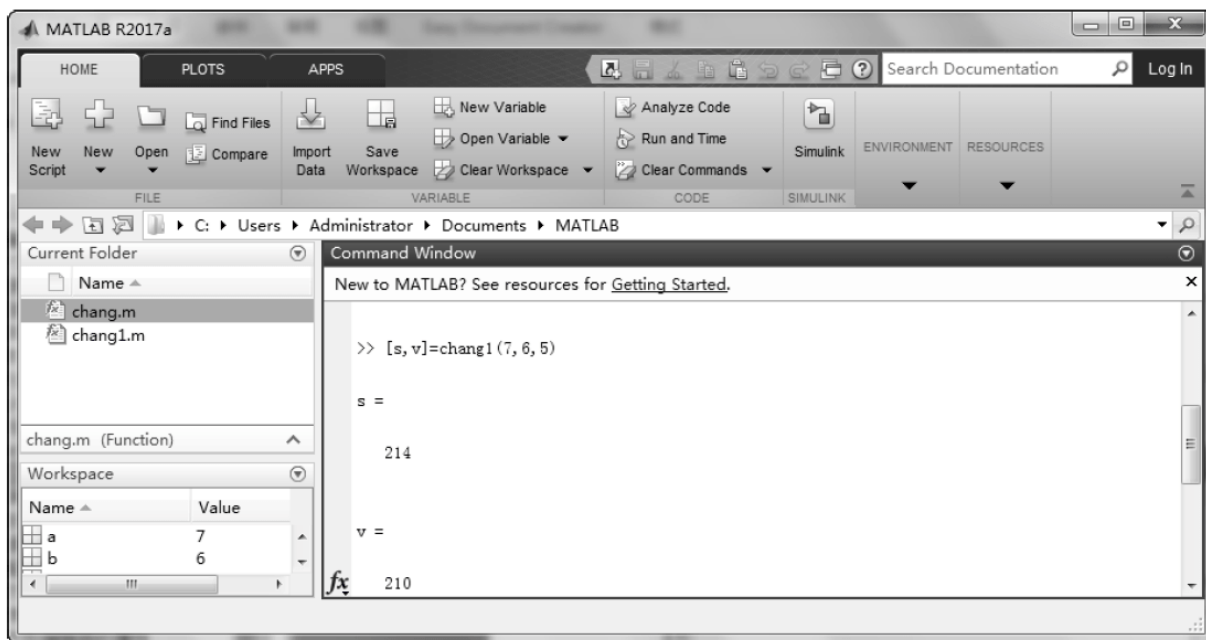 MATLAB R2017a
HOME PLOTS APPS Search Documentation Log In
New Script
New
Open
Find Files
Compare
FILE
Import Data
Save Workspace
New Variable
Open Variable
Clear Workspace
VARIABLE
Analyze Code
Run and Time
Clear Commands
CODE
Simulink
SIMULINK
ENVIRONMENT
RESOURCES
C: Users Administrator Documents MATLAB
Current Folder
Name
chang.m
chang1.m
chang.m (Function)
Workspace
Name Value
a 7
b 6
Command Window
New to MATLAB? See resources for Getting Started.
>> [s,v]=chang1(7,6,5)
s =
214
v =
210
fx